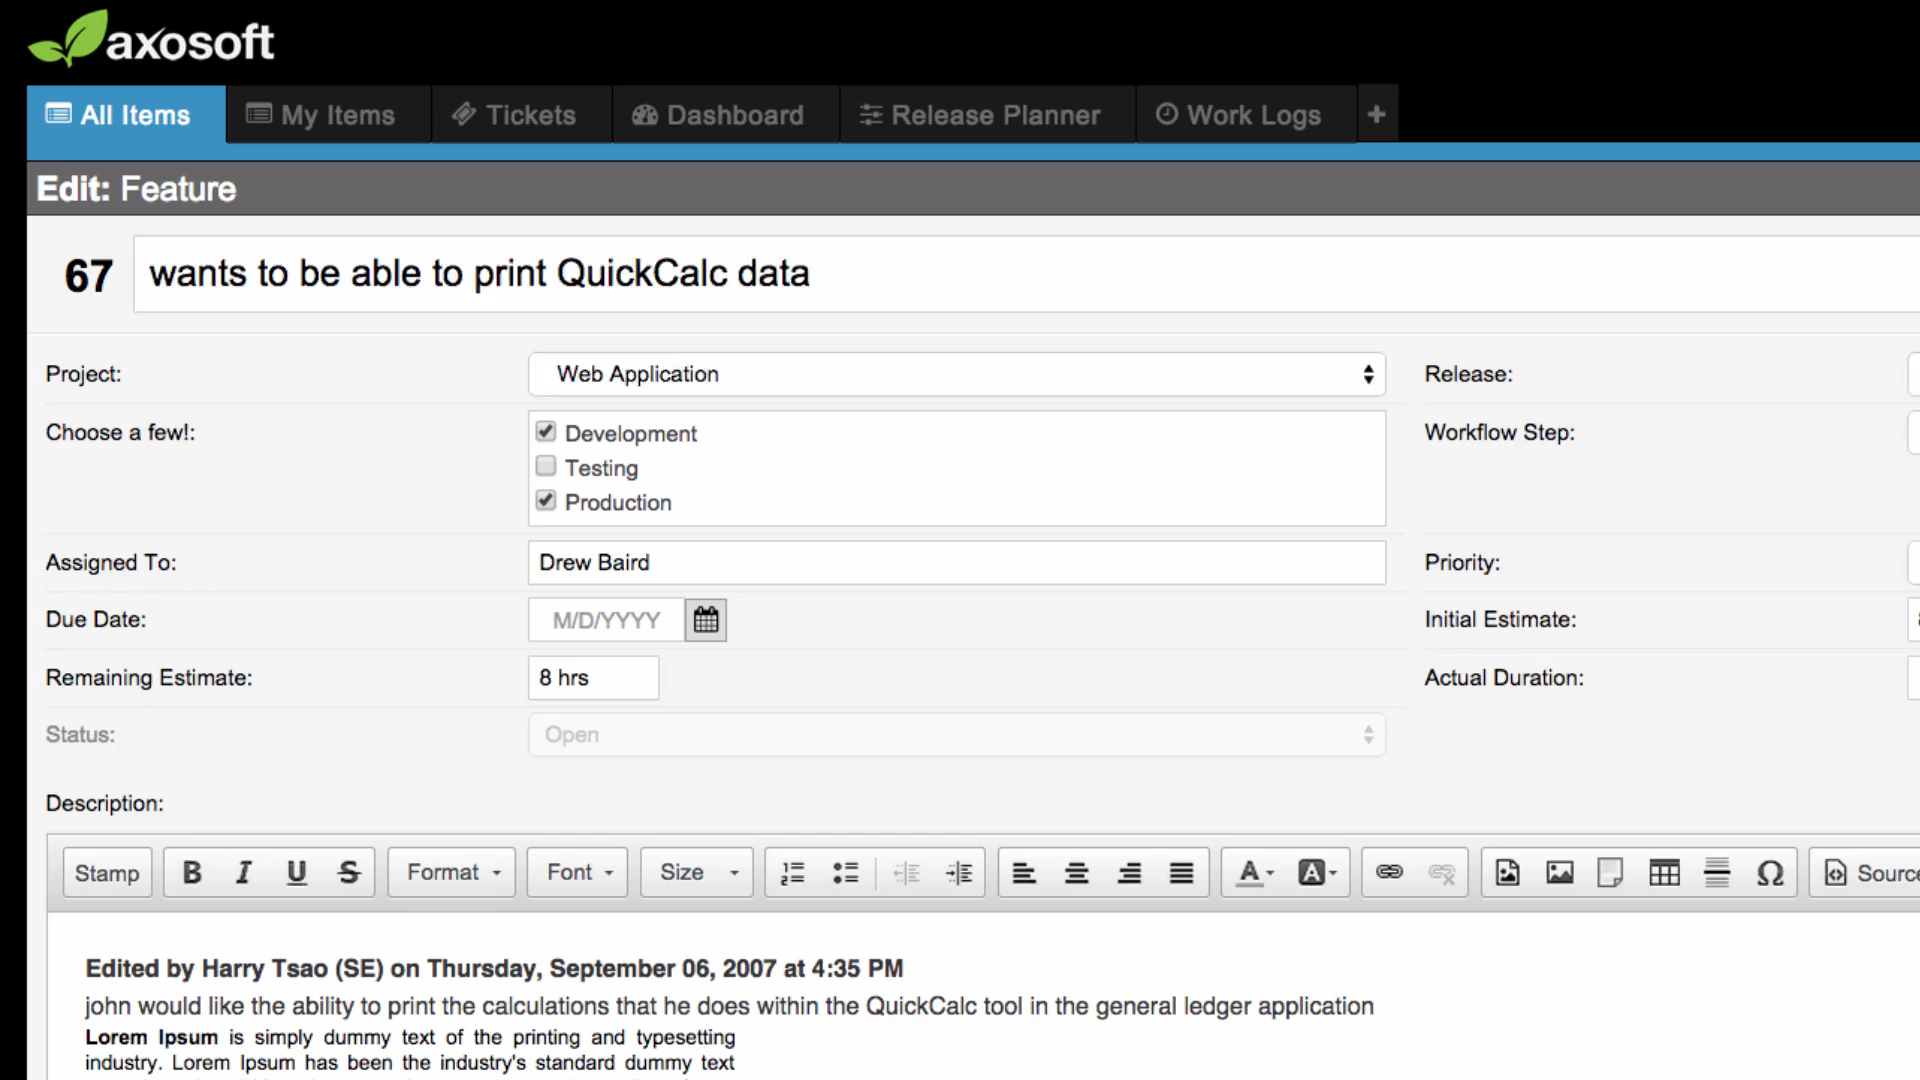 axosoft
All Items My Items Tickets Dashboard Release Planner Work Logs +
Edit: Feature
67 wants to be able to print QuickCalc data
Project: Web Application Release:
Choose a few!: Development Workflow Step:
Testing
Production
Assigned To: Drew Baird Priority:
Due Date: M/D/YYYY Initial Estimate:
Remaining Estimate: 8 hrs Actual Duration:
Status: Open
Description:
Stamp B I U S Format Font Size A A Ω Source
Edited by Harry Tsao (SE) on Thursday, September 06, 2007 at 4:35 PM
john would like the ability to print the calculations that he does within the QuickCalc tool in the general ledger application
Lorem Ipsum is simply dummy text of the printing and typesetting
industry. Lorem Ipsum has been the industry's standard dummy text